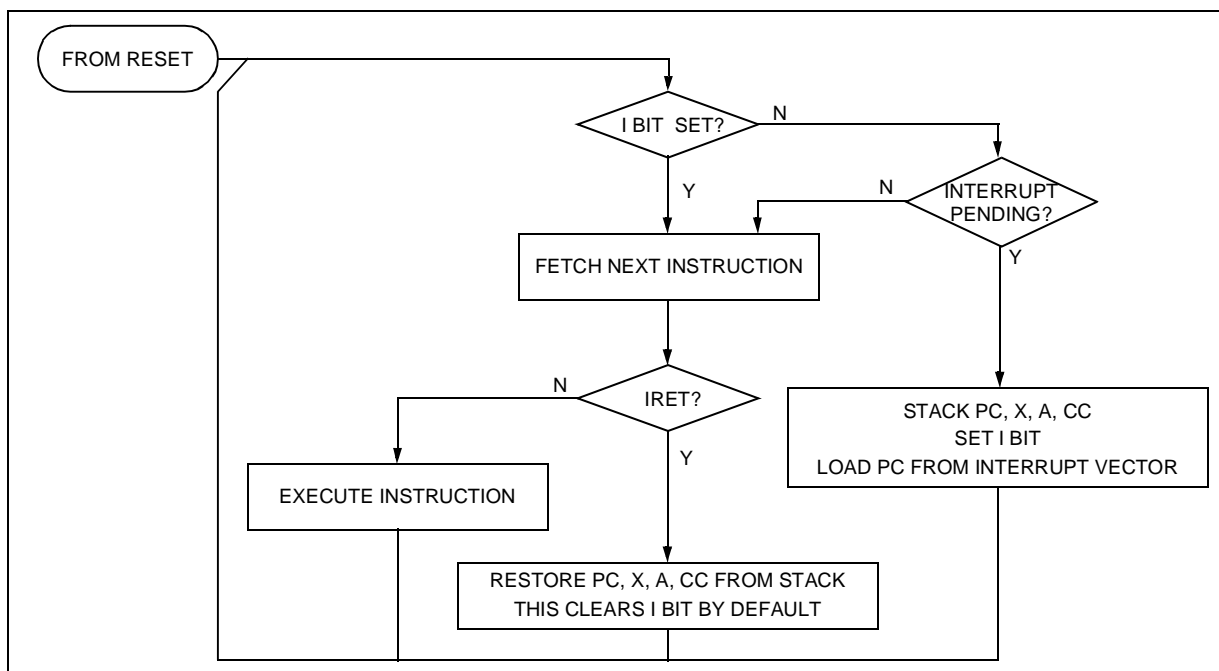 FROM RESET
I BIT SET?
N
Y
N
INTERRUPT
PENDING?
Y
FETCH NEXT INSTRUCTION
N
IRET?
Y
STACK PC, X, A, CC
SET I BIT
LOAD PC FROM INTERRUPT VECTOR
EXECUTE INSTRUCTION
RESTORE PC, X, A, CC FROM STACK
THIS CLEARS I BIT BY DEFAULT